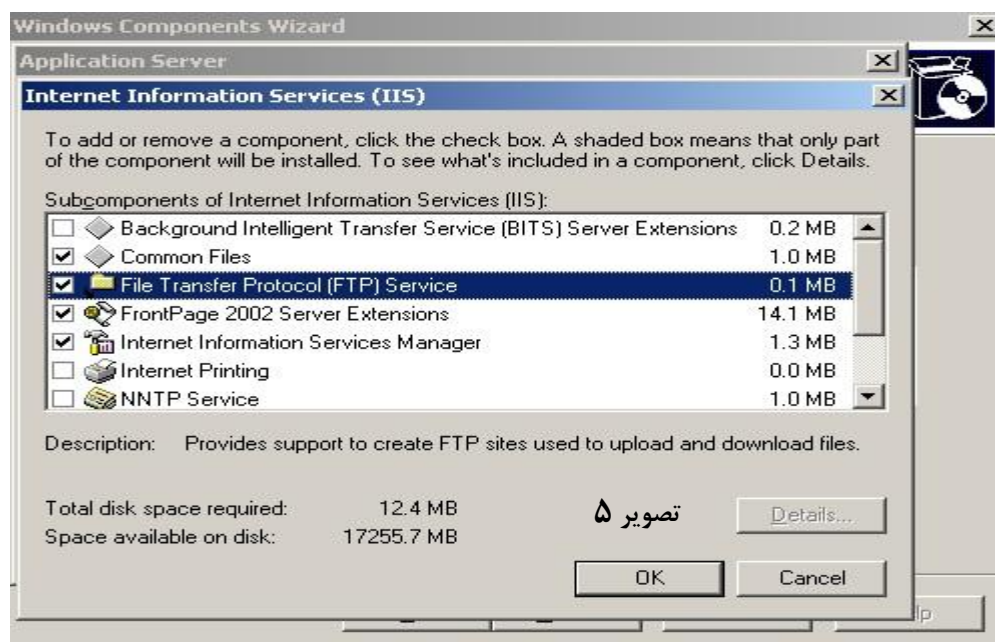 Windows Components Wizard
Application Server
Internet Information Services (IIS)
To add or remove a component, click the check box. A shaded box means that only part
of the component will be installed. To see what's included in a component, click Details.
Subcomponents of Internet Information Services (IIS):
Background Intelligent Transfer Service (BITS) Server Extensions 0.2 MB
Common Files 1.0 MB
File Transfer Protocol (FTP) Service 0.1 MB
FrontPage 2002 Server Extensions 14.1 MB
Internet Information Services Manager 1.3 MB
Internet Printing 0.0 MB
NNTP Service 1.0 MB
Description: Provides support to create FTP sites used to upload and download files.
Total disk space required: 12.4 MB
Space available on disk: 17255.7 MB
تصویر ۵
Details...
OK Cancel
lp